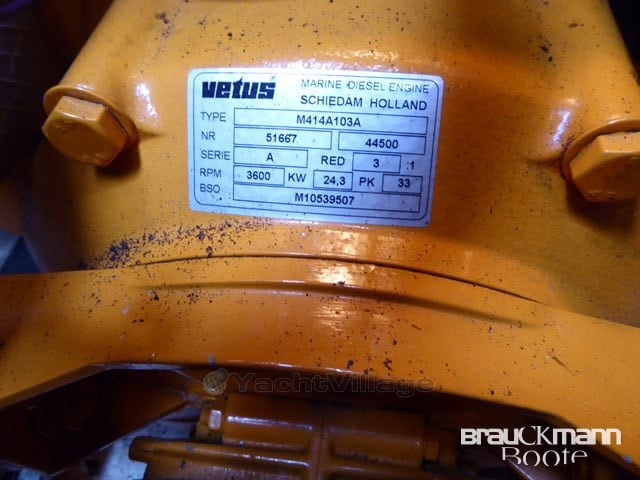 vetus MARINE DIESEL ENGINE
SCHIEDAM HOLLAND
TYPE M414A103A
NR 51667 44500
SERIE A RED 3 :1
RPM 3600 KW 24,3 PK 33
BSO M10539507
YachtVillage
BrauCkmann
Boote